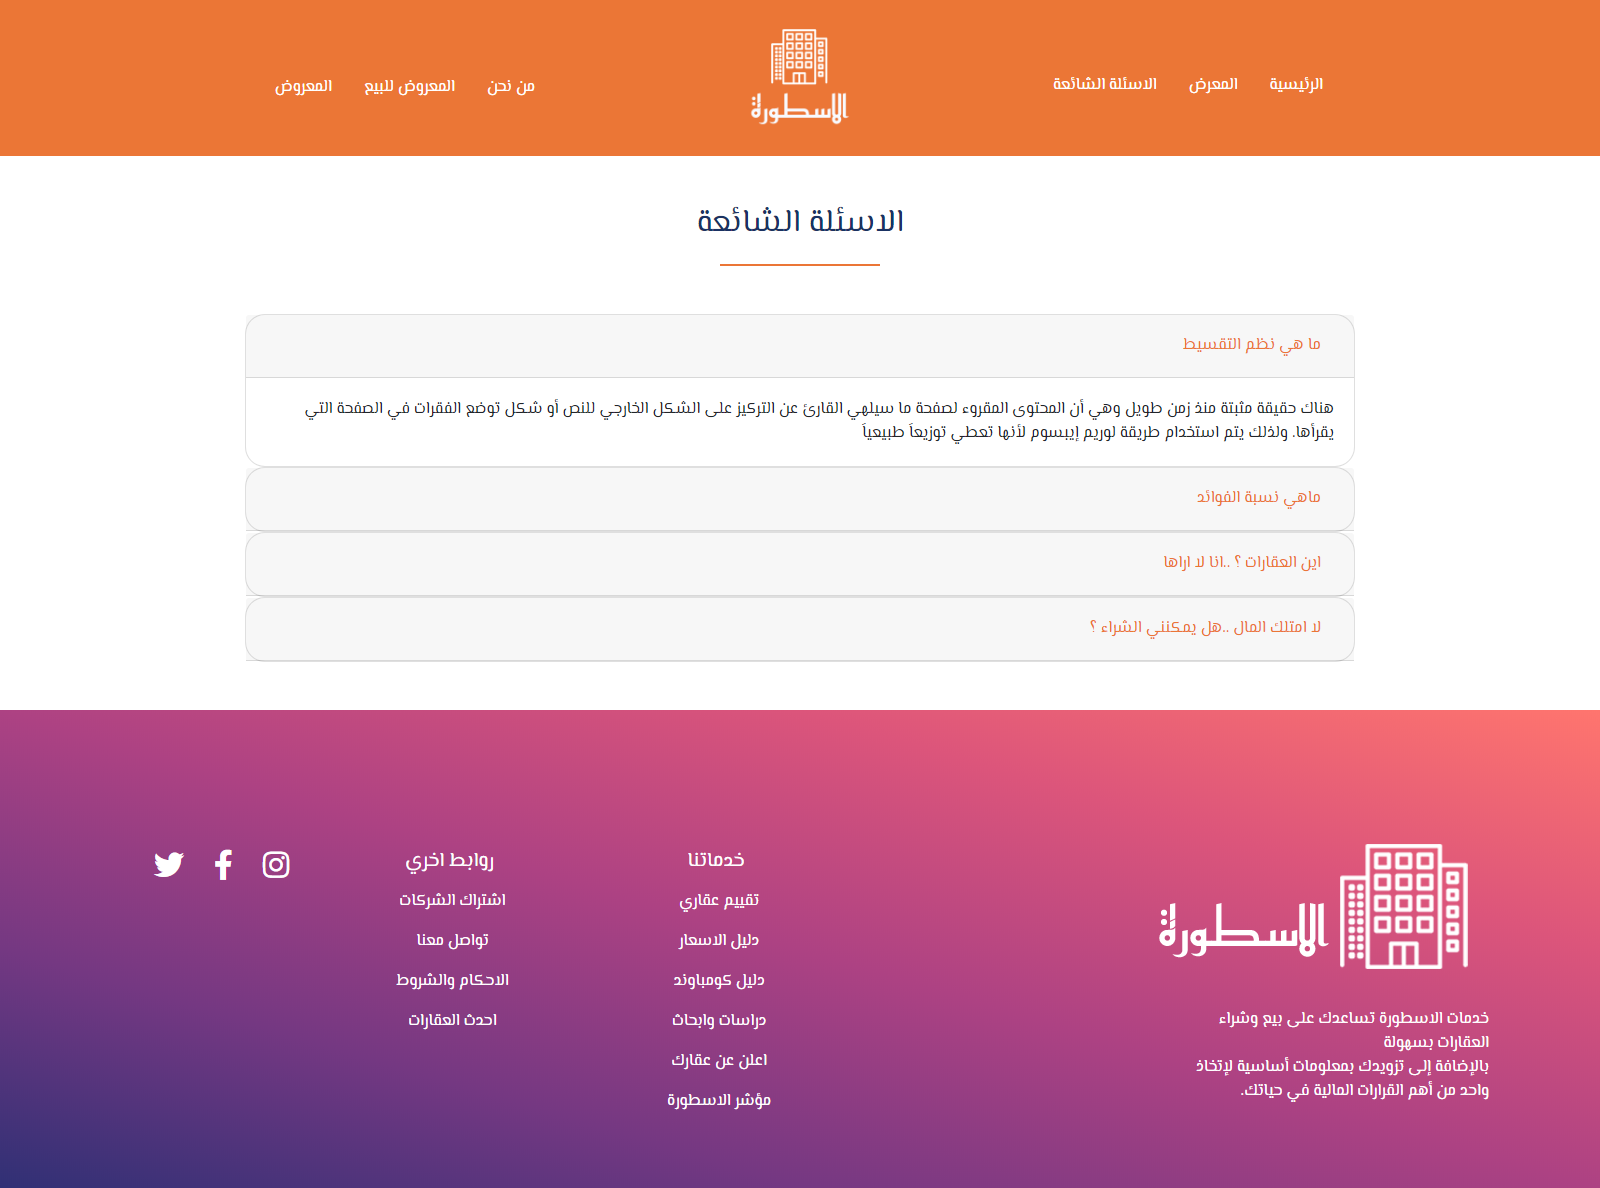 الرئيسية
المعرض
الاسئلة الشائعة
الاسطورة
من نحن
المعروض للبيع
المعروض
الاسئلة الشائعة
ما هي نظم التقسيط
هناك حقيقة مثبتة منذ زمن طويل وهي أن المحتوى المقروء لصفحة ما سيلهي القارئ عن التركيز على الشكل الخارجي للنص أو شكل توضع الفقرات في الصفحة التي
يقرأها. ولذلك يتم استخدام طريقة لوريم إيبسوم لأنها تعطي توزيعاَ طبيعياَ
ماهي نسبة الفوائد
اين العقارات ؟ ..انا لا اراها
لا امتلك المال ..هل يمكنني الشراء ؟
الاسطورة
خدمات الاسطورة تساعدك على بيع وشراء
العقارات بسهولة
بالإضافة إلى تزويدك بمعلومات أساسية لإتخاذ
واحد من أهم القرارات المالية في حياتك.
خدماتنا
تقييم عقاري
دليل الاسعار
دليل كومباوند
دراسات وابحاث
اعلن عن عقارك
مؤشر الاسطورة
روابط اخري
اشتراك الشركات
تواصل معنا
الاحكام والشروط
احدث العقارات